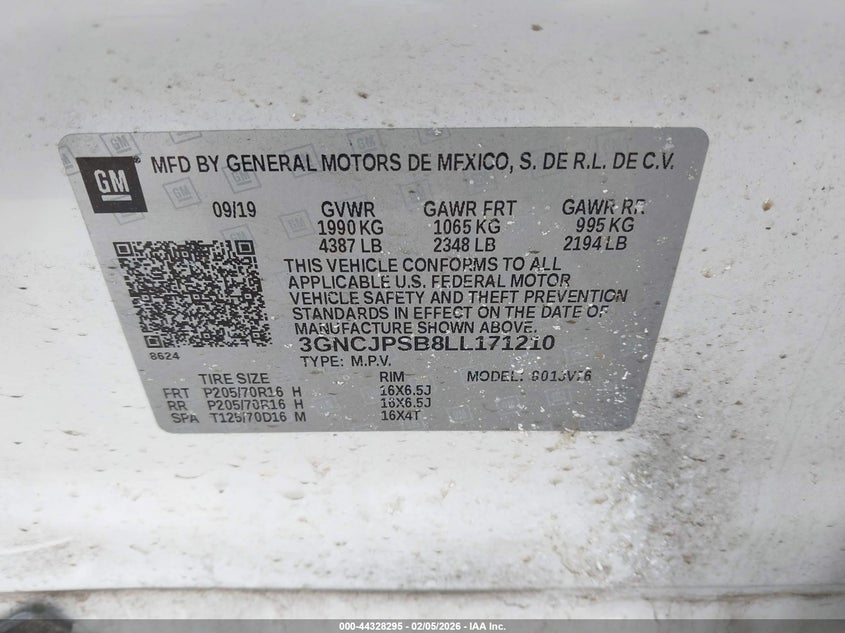 GM
MFD BY GENERAL MOTORS DE MEXICO, S. DE R.L. DE C.V.
09/19 GVWR GAWR FRT GAWR RR
1990 KG 1065 KG 995 KG
4387 LB 2348 LB 2194 LB
THIS VEHICLE CONFORMS TO ALL
APPLICABLE U.S. FEDERAL MOTOR
VEHICLE SAFETY AND THEFT PREVENTION
STANDARDS IN EFFECT ON THE DATE OF
MANUFACTURE SHOWN ABOVE
8624
3GNCJPSB8LL171210
TYPE: M.P.V.
TIRE SIZE RIM MODEL:
FRT P205/70R16 H 16X6.5J
RR P205/70R16 H 16X6.5J
SPA T125/70D16 M 16X4T
000-44328295 - 02/05/2026 - IAA Inc.